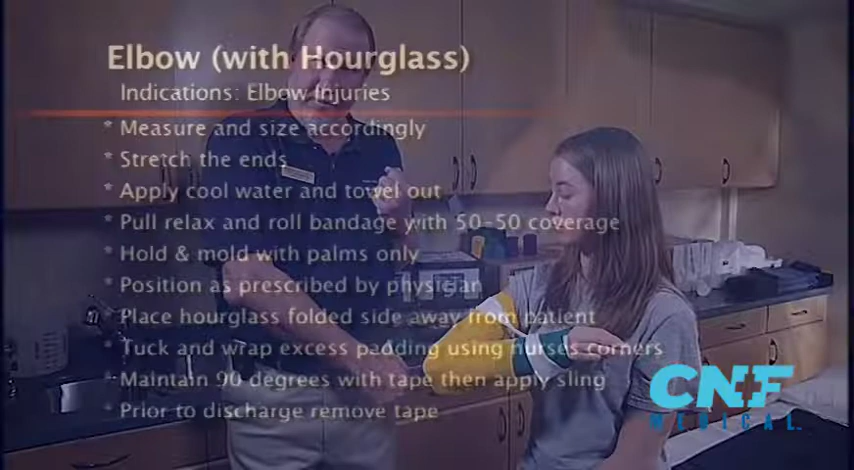 Elbow (with Hourglass)
Indications: Elbow Injuries
* Measure and size accordingly
* Stretch the ends
* Apply cool water and towel out
* Pull relax and roll bandage with 50-50 coverage
* Hold & mold with palms only
* Position as prescribed by physician
* Place hourglass folded side away from patient
* Tuck and wrap excess padding using nurses corners
* Maintain 90 degrees with tape then apply sling
* Prior to discharge remove tape
CNF
MEDICAL